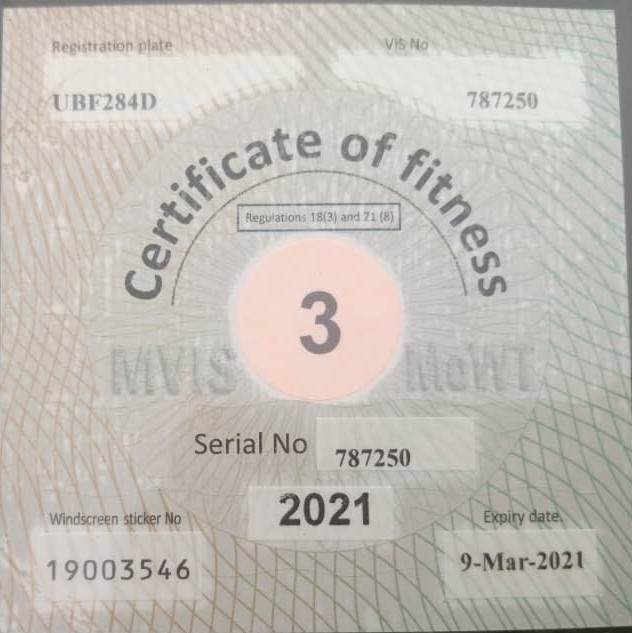 Registration plate
VIS No
UBF284D
787250
Certificate of fitness
Regulations 18(3) and 21 (8)
3
MVIS
MoWT
Serial No 787250
2021
Windscreen sticker No
Expiry date.
19003546
9-Mar-2021